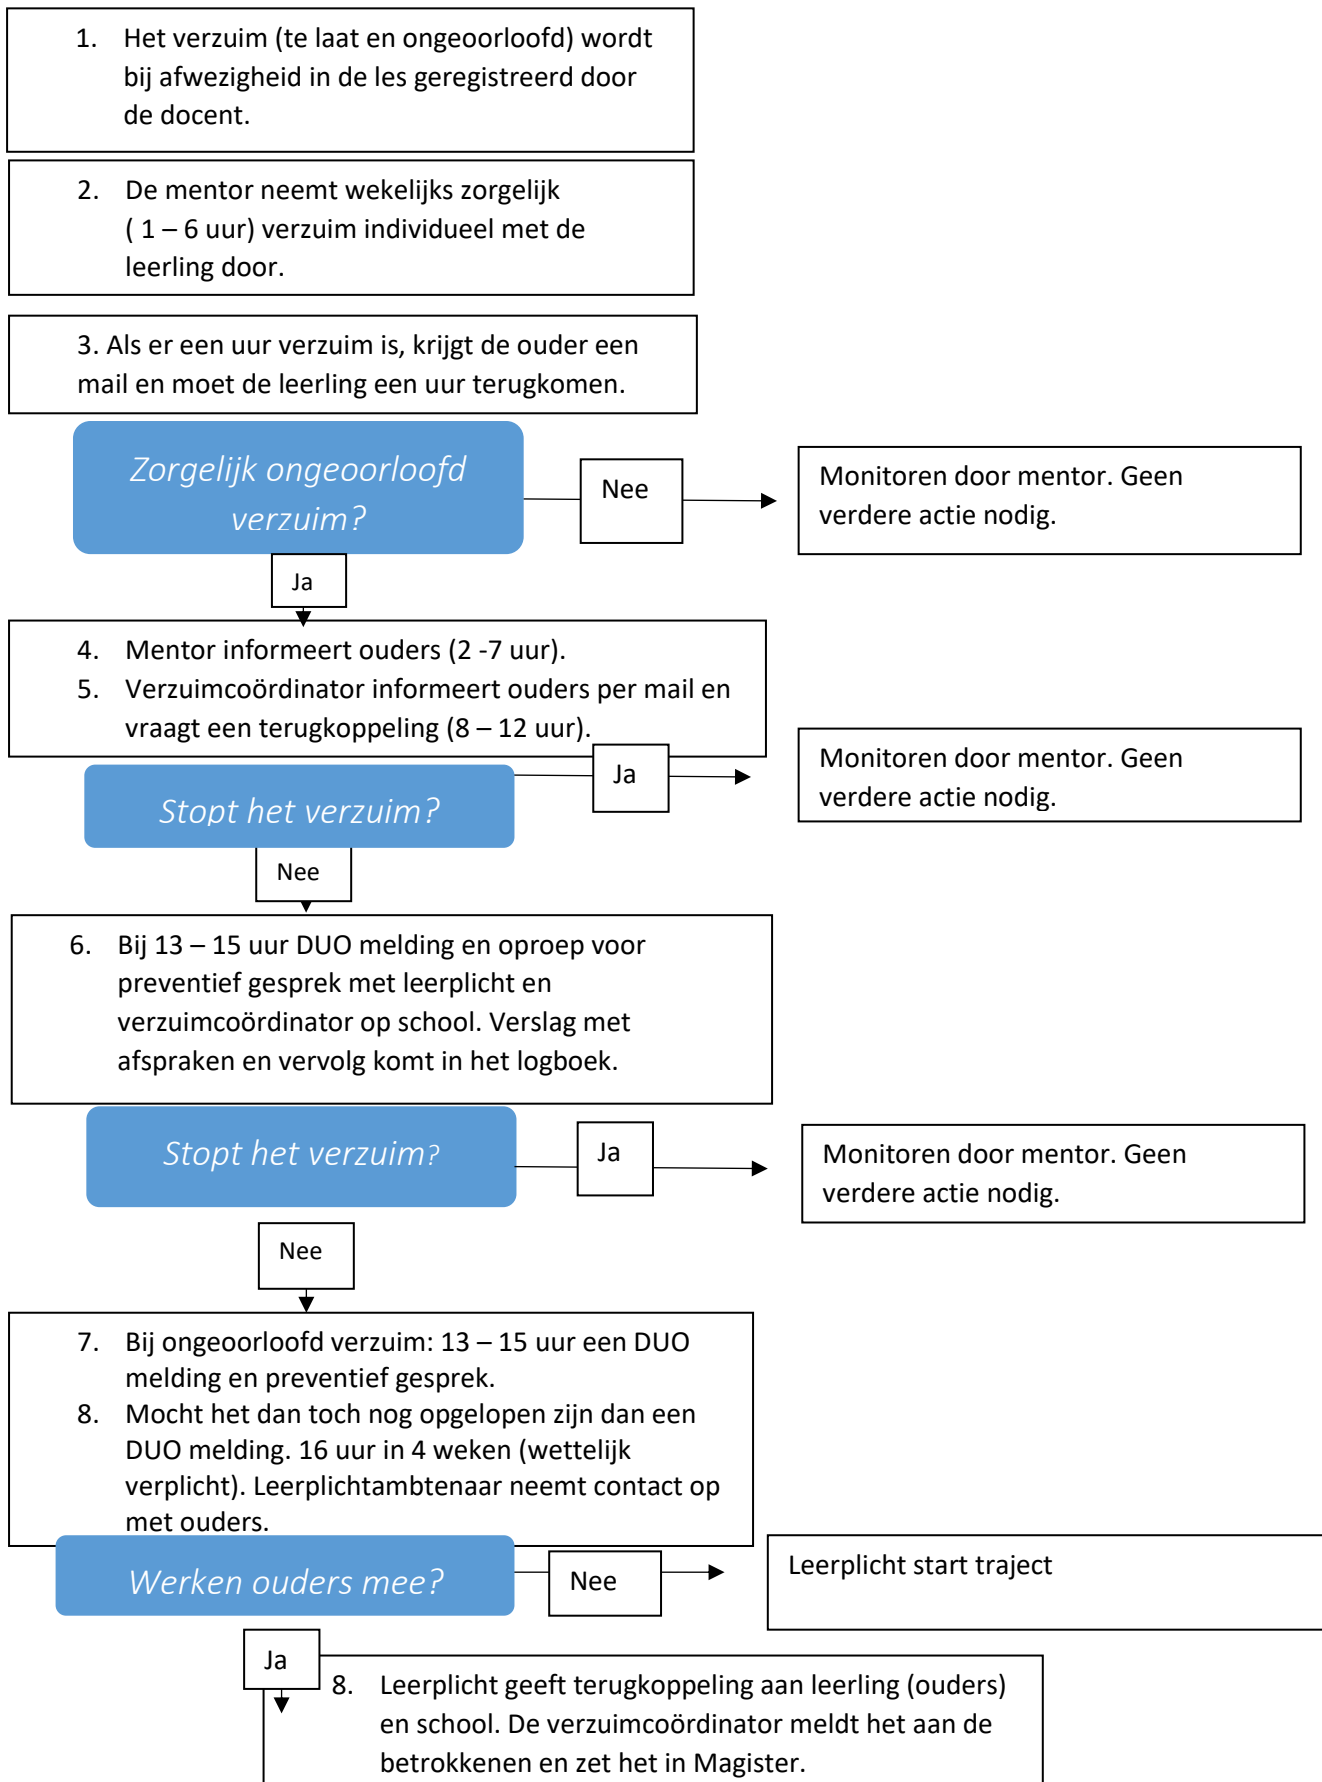 1. Het verzuim (te laat en ongeoorloofd) wordt
bij afwezigheid in de les geregistreerd door
de docent.
2. De mentor neemt wekelijks zorgelijk
( 1 – 6 uur) verzuim individueel met de
leerling door.
3. Als er een uur verzuim is, krijgt de ouder een
mail en moet de leerling een uur terugkomen.
Zorgelijk ongeoorloofd
verzuim?
Nee
Monitoren door mentor. Geen
verdere actie nodig.
Ja
4. Mentor informeert ouders (2 -7 uur).
5. Verzuimcoördinator informeert ouders per mail en
vraagt een terugkoppeling (8 – 12 uur).
Stopt het verzuim?
Ja
Monitoren door mentor. Geen
verdere actie nodig.
Nee
6. Bij 13 – 15 uur DUO melding en oproep voor
preventief gesprek met leerplicht en
verzuimcoördinator op school. Verslag met
afspraken en vervolg komt in het logboek.
Stopt het verzuim?
Ja
Monitoren door mentor. Geen
verdere actie nodig.
Nee
7. Bij ongeoorloofd verzuim: 13 – 15 uur een DUO
melding en preventief gesprek.
8. Mocht het dan toch nog opgelopen zijn dan een
DUO melding. 16 uur in 4 weken (wettelijk
verplicht). Leerplichtambtenaar neemt contact op
met ouders.
Werken ouders mee?
Nee
Leerplicht start traject
Ja
8. Leerplicht geeft terugkoppeling aan leerling (ouders)
en school. De verzuimcoördinator meldt het aan de
betrokkenen en zet het in Magister.